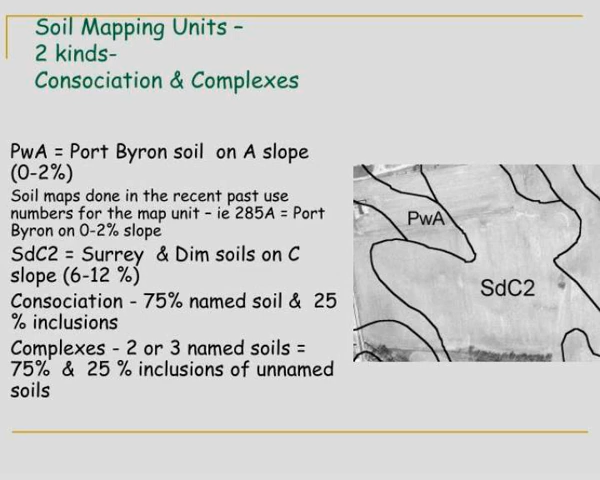 Soil Mapping Units –
2 kinds-
Consociation & Complexes
PwA = Port Byron soil on A slope
(0-2%)
Soil maps done in the recent past use
numbers for the map unit – ie 285A = Port
Byron on 0-2% slope
SdC2 = Surrey & Dim soils on C
slope (6-12 %)
Consociation - 75% named soil & 25
% inclusions
Complexes - 2 or 3 named soils =
75% & 25 % inclusions of unnamed
soils
PwA
SdC2